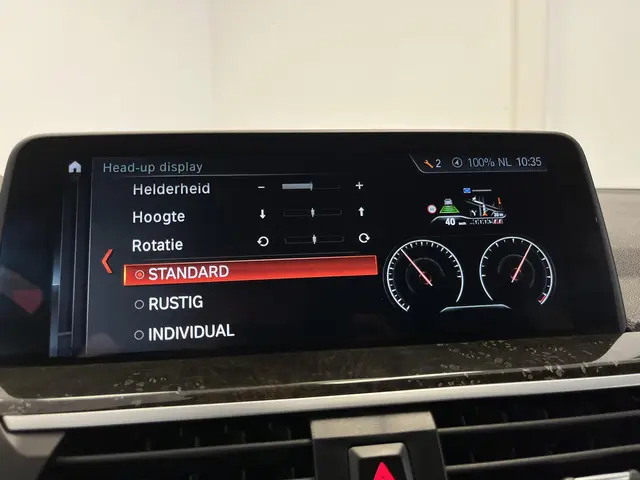 Head-up display
2 100% NL 10:35
Helderheid - +
Hoogte
Rotatie
STANDARD
RUSTIG
INDIVIDUAL
40